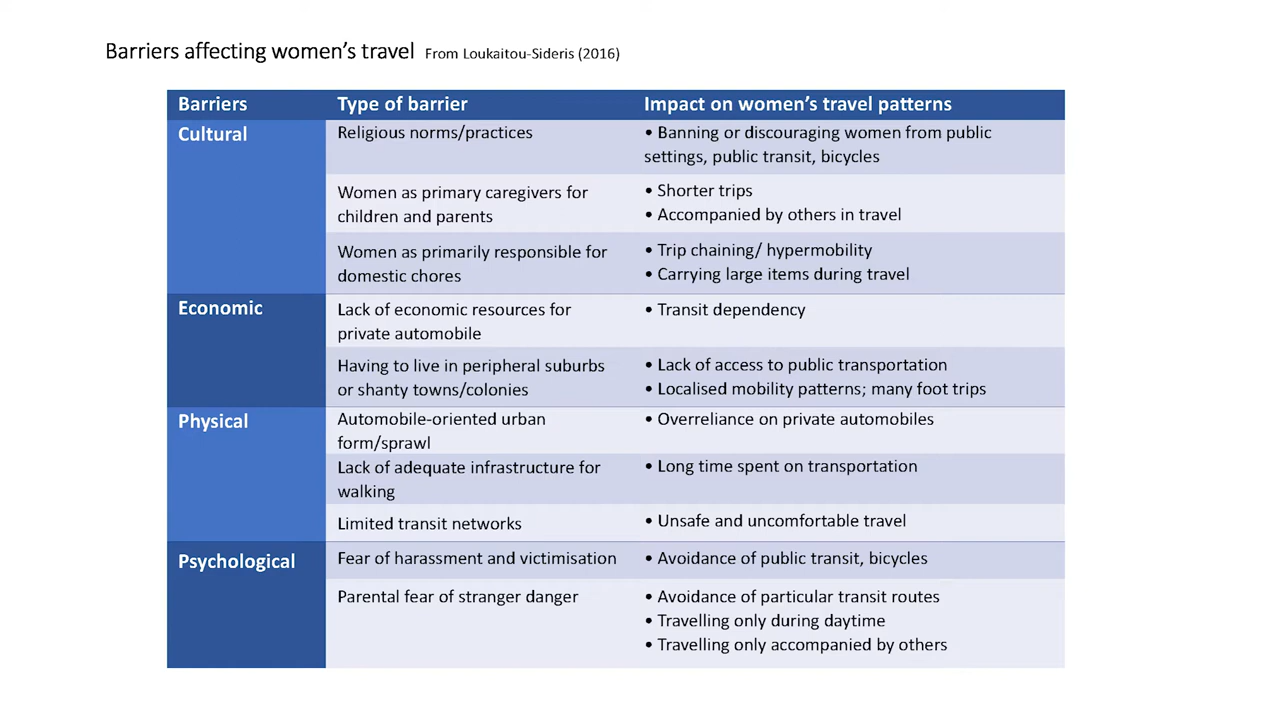 Barriers affecting women's travel From Loukaitou-Sideris (2016)
Barriers Type of barrier Impact on women's travel patterns
Cultural
Religious norms/practices
• Banning or discouraging women from public
settings, public transit, bicycles
Women as primary caregivers for
children and parents
• Shorter trips
• Accompanied by others in travel
Women as primarily responsible for
domestic chores
• Trip chaining/ hypermobility
• Carrying large items during travel
Economic
Lack of economic resources for
private automobile
• Transit dependency
Having to live in peripheral suburbs
or shanty towns/colonies
• Lack of access to public transportation
• Localised mobility patterns; many foot trips
Physical
Automobile-oriented urban
form/sprawl
• Overreliance on private automobiles
Lack of adequate infrastructure for
walking
• Long time spent on transportation
Limited transit networks
• Unsafe and uncomfortable travel
Psychological
Fear of harassment and victimisation
• Avoidance of public transit, bicycles
Parental fear of stranger danger
• Avoidance of particular transit routes
• Travelling only during daytime
• Travelling only accompanied by others